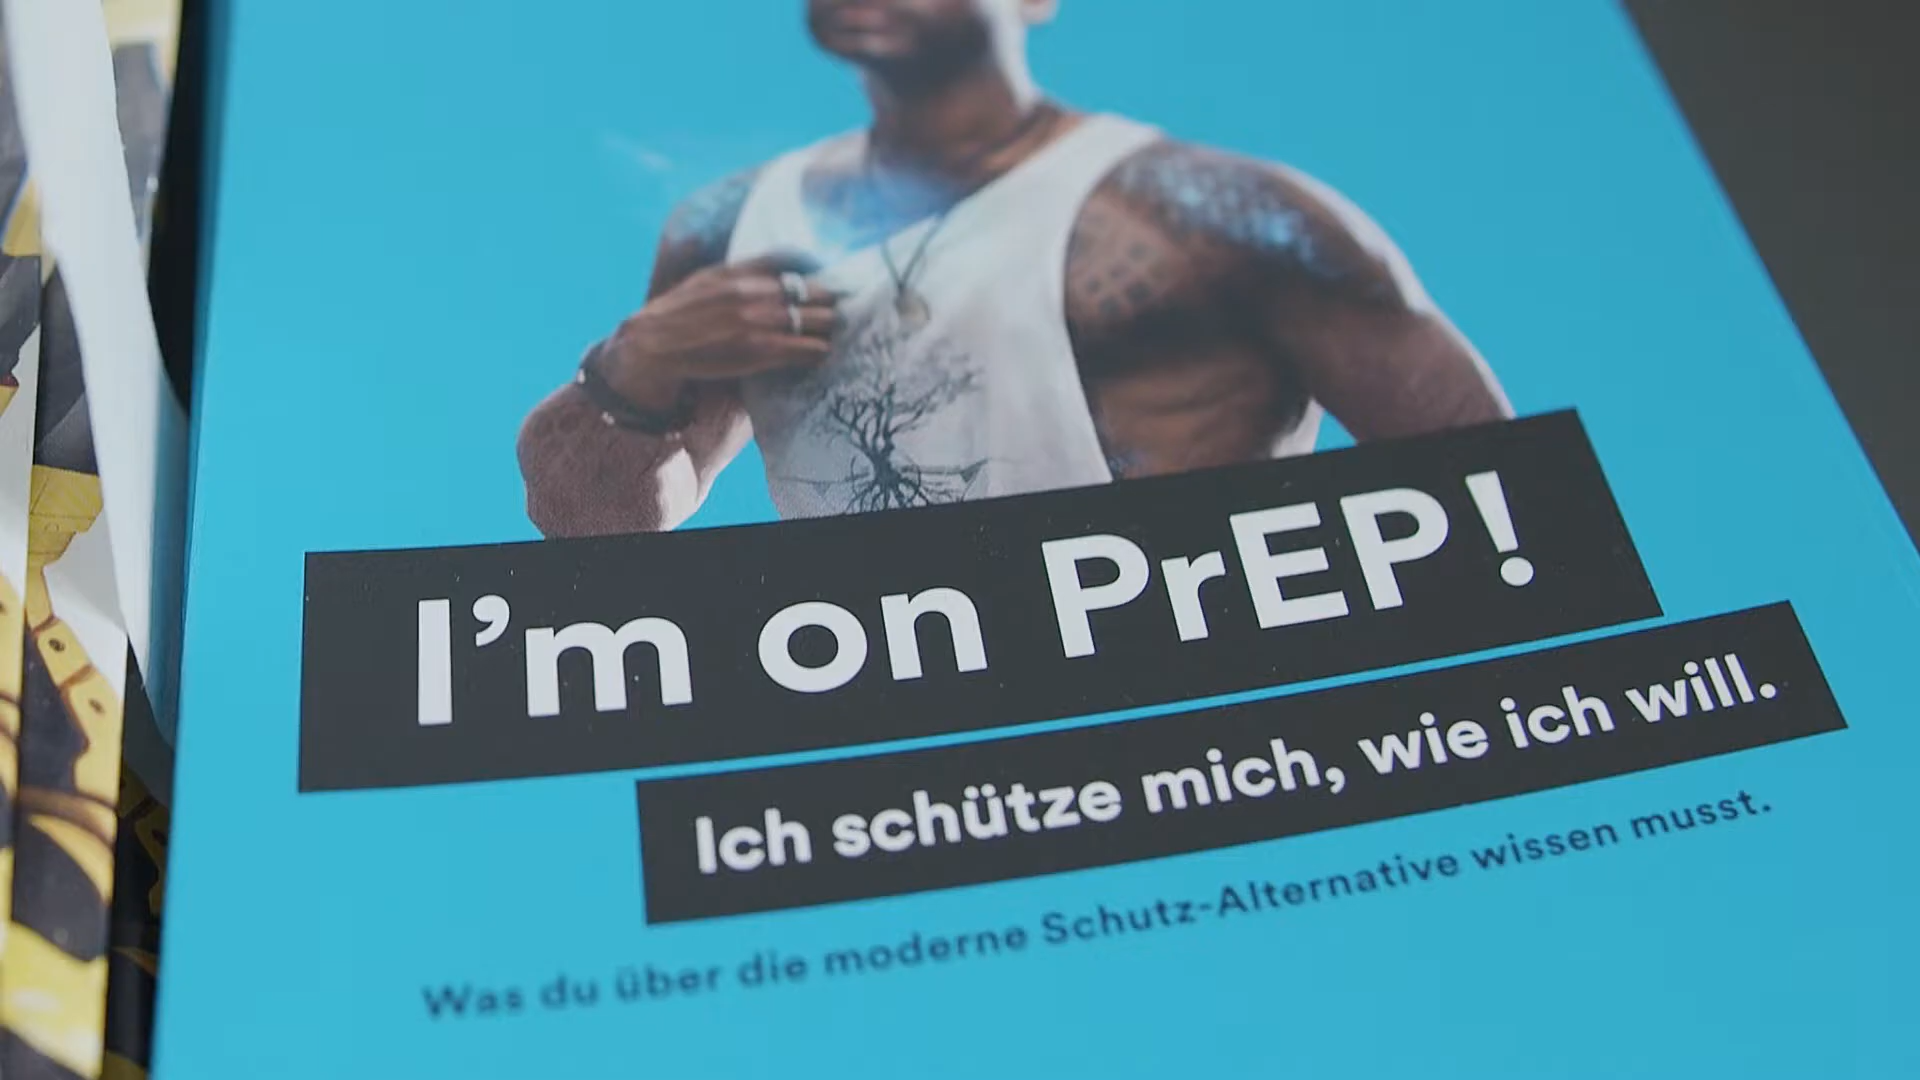 I’m on PrEP!
Ich schütze mich, wie ich will.
Was du über die moderne Schutz-Alternative wissen musst.